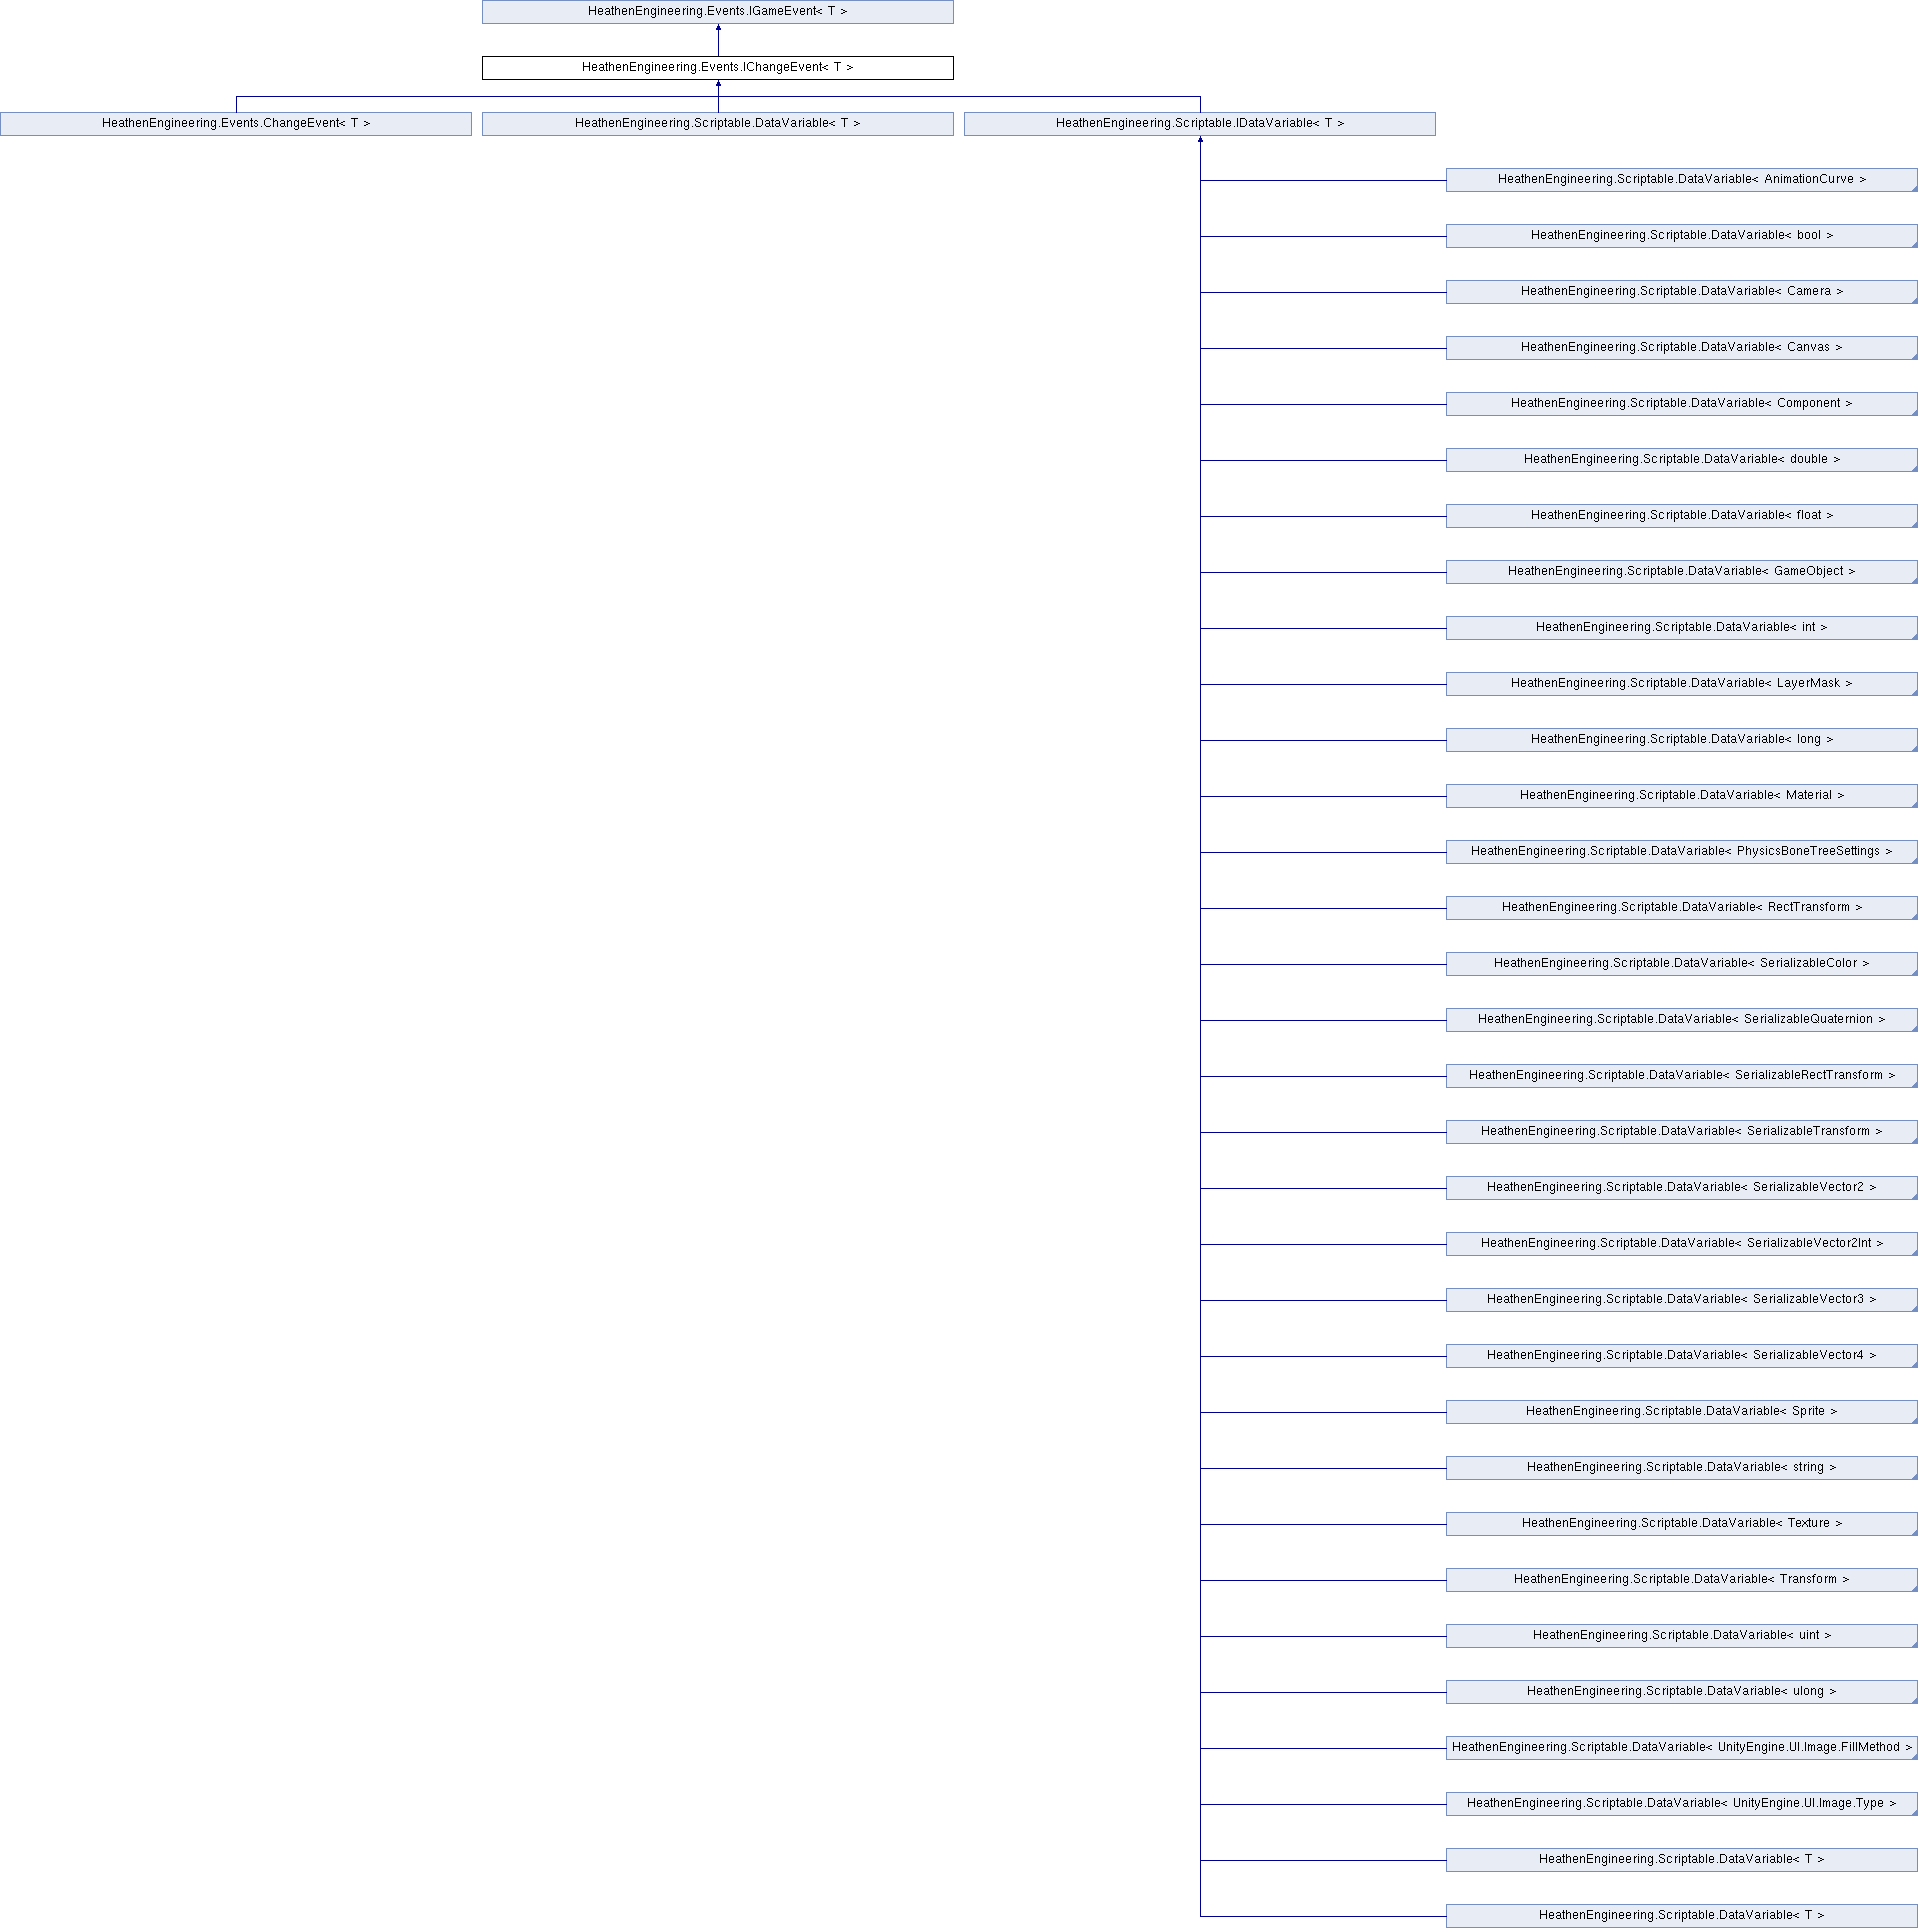 HeathenEngineering.Events.IGameEvent< T >
HeathenEngineering.Events.IChangeEvent< T >
HeathenEngineering.Events.ChangeEvent< T >
HeathenEngineering.Scriptable.DataVariable< T >
HeathenEngineering.Scriptable.IDataVariable< T >
HeathenEngineering.Scriptable.DataVariable< AnimationCurve >
HeathenEngineering.Scriptable.DataVariable< bool >
HeathenEngineering.Scriptable.DataVariable< Camera >
HeathenEngineering.Scriptable.DataVariable< Canvas >
HeathenEngineering.Scriptable.DataVariable< Component >
HeathenEngineering.Scriptable.DataVariable< double >
HeathenEngineering.Scriptable.DataVariable< float >
HeathenEngineering.Scriptable.DataVariable< GameObject >
HeathenEngineering.Scriptable.DataVariable< int >
HeathenEngineering.Scriptable.DataVariable< LayerMask >
HeathenEngineering.Scriptable.DataVariable< long >
HeathenEngineering.Scriptable.DataVariable< Material >
HeathenEngineering.Scriptable.DataVariable< PhysicsBoneTreeSettings >
HeathenEngineering.Scriptable.DataVariable< RectTransform >
HeathenEngineering.Scriptable.DataVariable< SerializableColor >
HeathenEngineering.Scriptable.DataVariable< SerializableQuaternion >
HeathenEngineering.Scriptable.DataVariable< SerializableRectTransform >
HeathenEngineering.Scriptable.DataVariable< SerializableTransform >
HeathenEngineering.Scriptable.DataVariable< SerializableVector2 >
HeathenEngineering.Scriptable.DataVariable< SerializableVector2Int >
HeathenEngineering.Scriptable.DataVariable< SerializableVector3 >
HeathenEngineering.Scriptable.DataVariable< SerializableVector4 >
HeathenEngineering.Scriptable.DataVariable< Sprite >
HeathenEngineering.Scriptable.DataVariable< string >
HeathenEngineering.Scriptable.DataVariable< Texture >
HeathenEngineering.Scriptable.DataVariable< Transform >
HeathenEngineering.Scriptable.DataVariable< uint >
HeathenEngineering.Scriptable.DataVariable< ulong >
HeathenEngineering.Scriptable.DataVariable< UnityEngine.UI.Image.FillMethod >
HeathenEngineering.Scriptable.DataVariable< UnityEngine.UI.Image.Type >
HeathenEngineering.Scriptable.DataVariable< T >
HeathenEngineering.Scriptable.DataVariable< T >